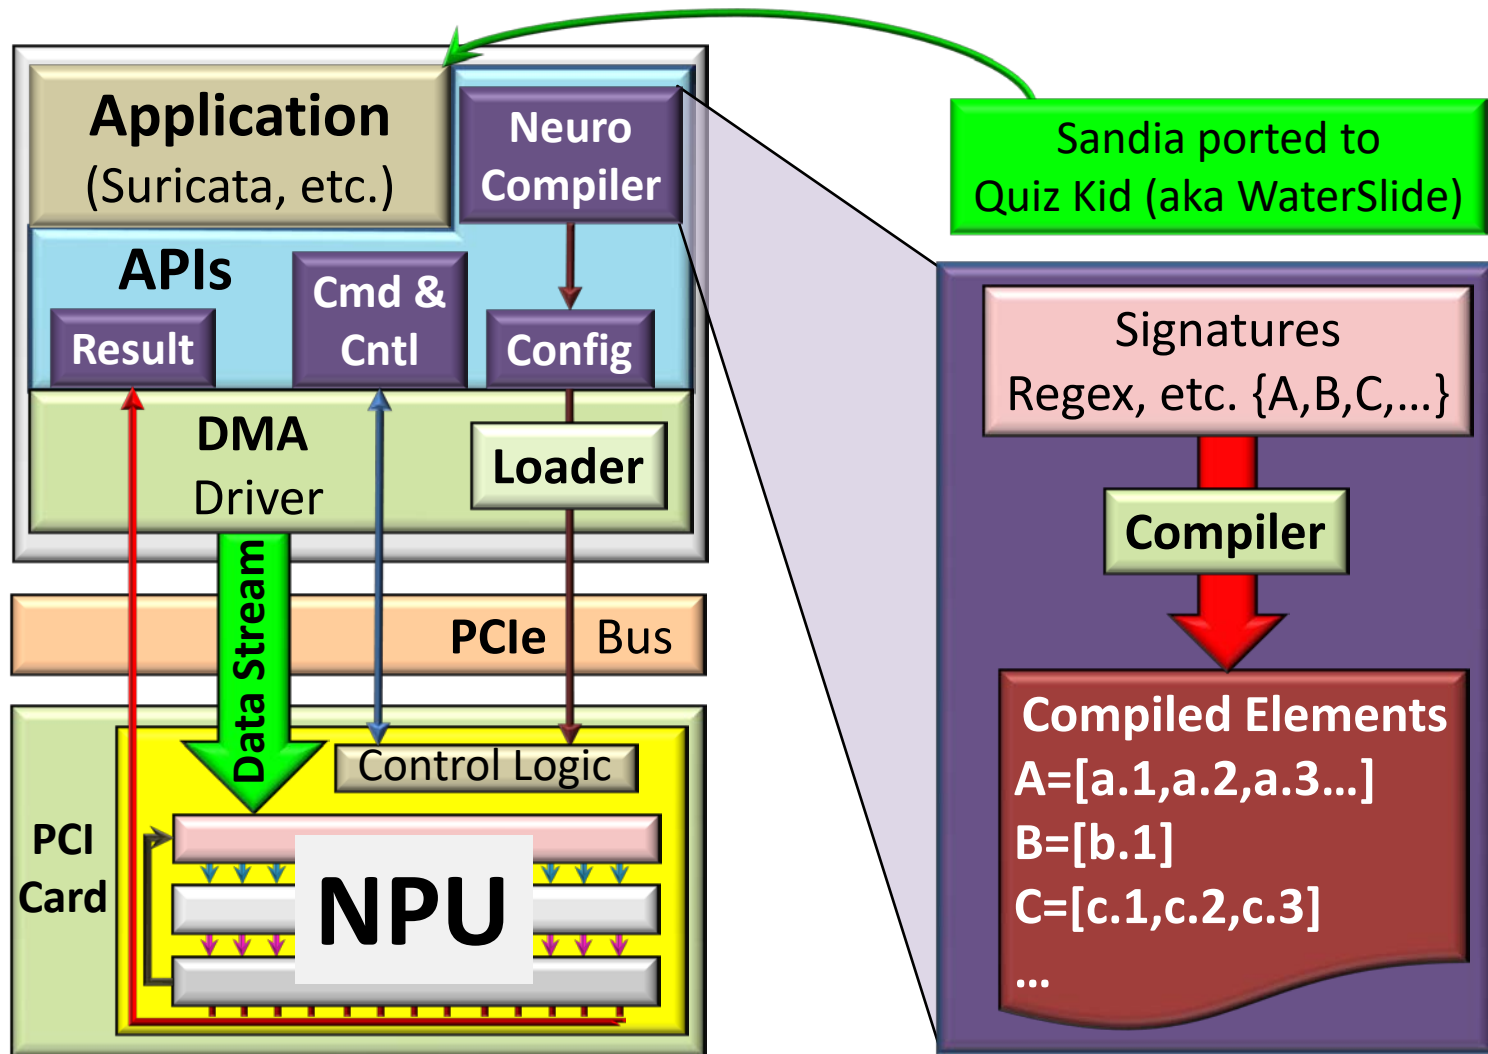 Application
(Suricata, etc.)
Neuro
Compiler
APIs
Result
Cmd &
Cntl
Config
DMA
Driver
Loader
Data Stream
PCIe Bus
Control Logic
PCI
Card
NPU
Sandia ported to
Quiz Kid (aka WaterSlide)
Signatures
Regex, etc. {A,B,C,...}
Compiler
Compiled Elements
A=[a.1,a.2,a.3...]
B=[b.1]
C=[c.1,c.2,c.3]
...